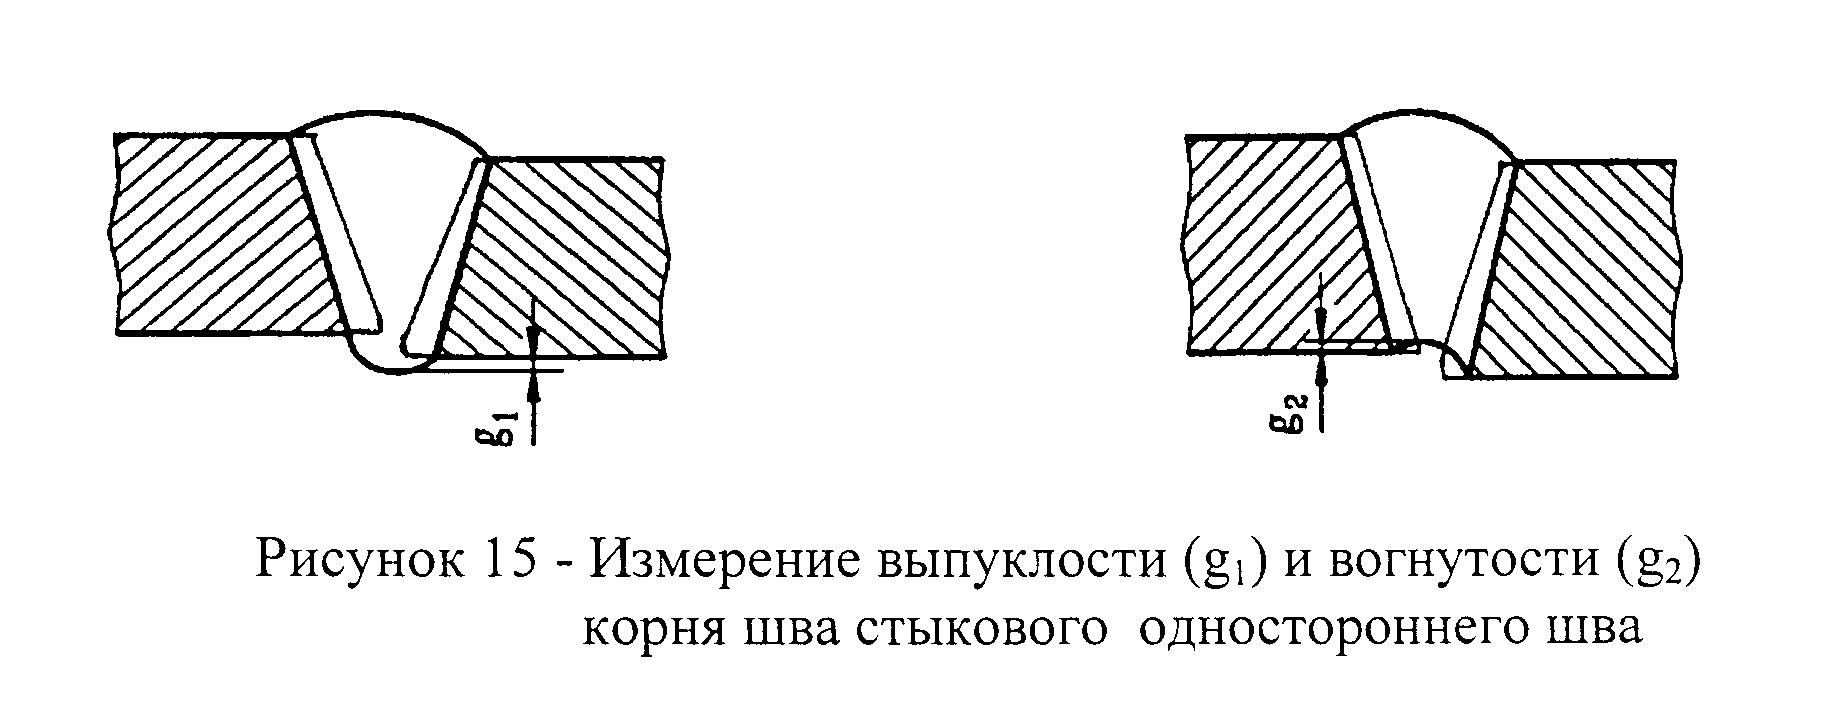 g₁
g₂
Рисунок 15 - Измерение выпуклости (g₁) и вогнутости (g₂)
корня шва стыкового одностороннего шва